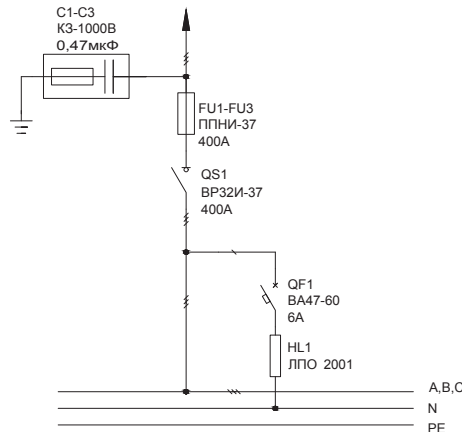 С1-С3
КЗ-1000В
0,47мкФ
FU1-FU3
ППНИ-37
400А
QS1
ВР32И-37
400А
QF1
ВА47-60
6А
HL1
ЛПО 2001
A,B,C
N
PE